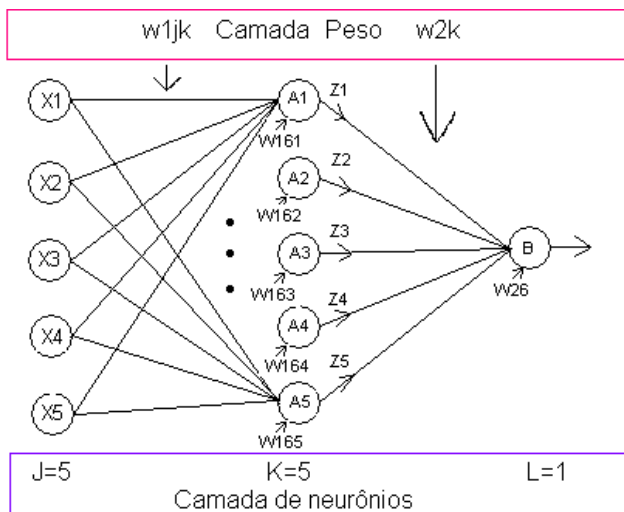 w1jk Camada Peso w2k
X1 A1 Z1
W161
X2 A2 Z2
W162
X3 A3 Z3 B
W163 W26
X4 A4 Z4
W164
Z5
X5 A5
W165
J=5 K=5 L=1
Camada de neurônios